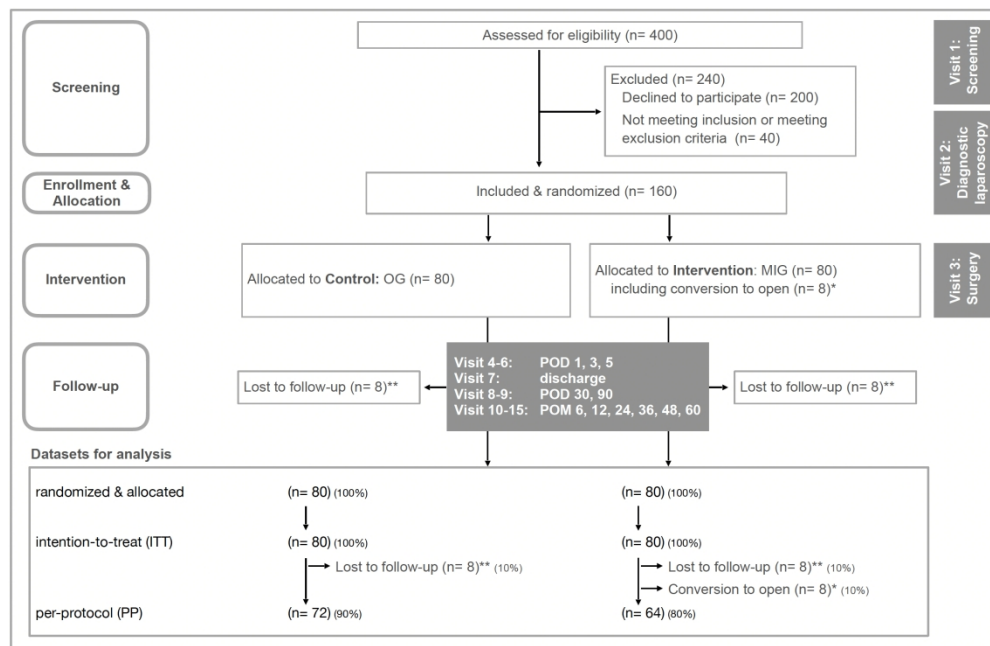 Assessed for eligibility (n= 400)
Screening
Excluded (n= 240)
Declined to participate (n= 200)
Not meeting inclusion or meeting
exclusion criteria (n= 40)
Visit 1:
Screening
Visit 2:
Diagnostic
laparoscopy
Enrollment &
Allocation
Included & randomized (n= 160)
Intervention
Allocated to Control: OG (n= 80)
Allocated to Intervention: MIG (n= 80)
including conversion to open (n= 8)*
Visit 3:
Surgery
Follow-up
Lost to follow-up (n= 8)**
Visit 4-6: POD 1, 3, 5
Visit 7: discharge
Visit 8-9: POD 30, 90
Visit 10-15: POM 6, 12, 24, 36, 48, 60
Lost to follow-up (n= 8)**
Datasets for analysis
randomized & allocated (n= 80) (100%) (n= 80) (100%)
intention-to-treat (ITT) (n= 80) (100%) (n= 80) (100%)
Lost to follow-up (n= 8)** (10%) Lost to follow-up (n= 8)** (10%)
Conversion to open (n= 8)* (10%)
per-protocol (PP) (n= 72) (90%) (n= 64) (80%)